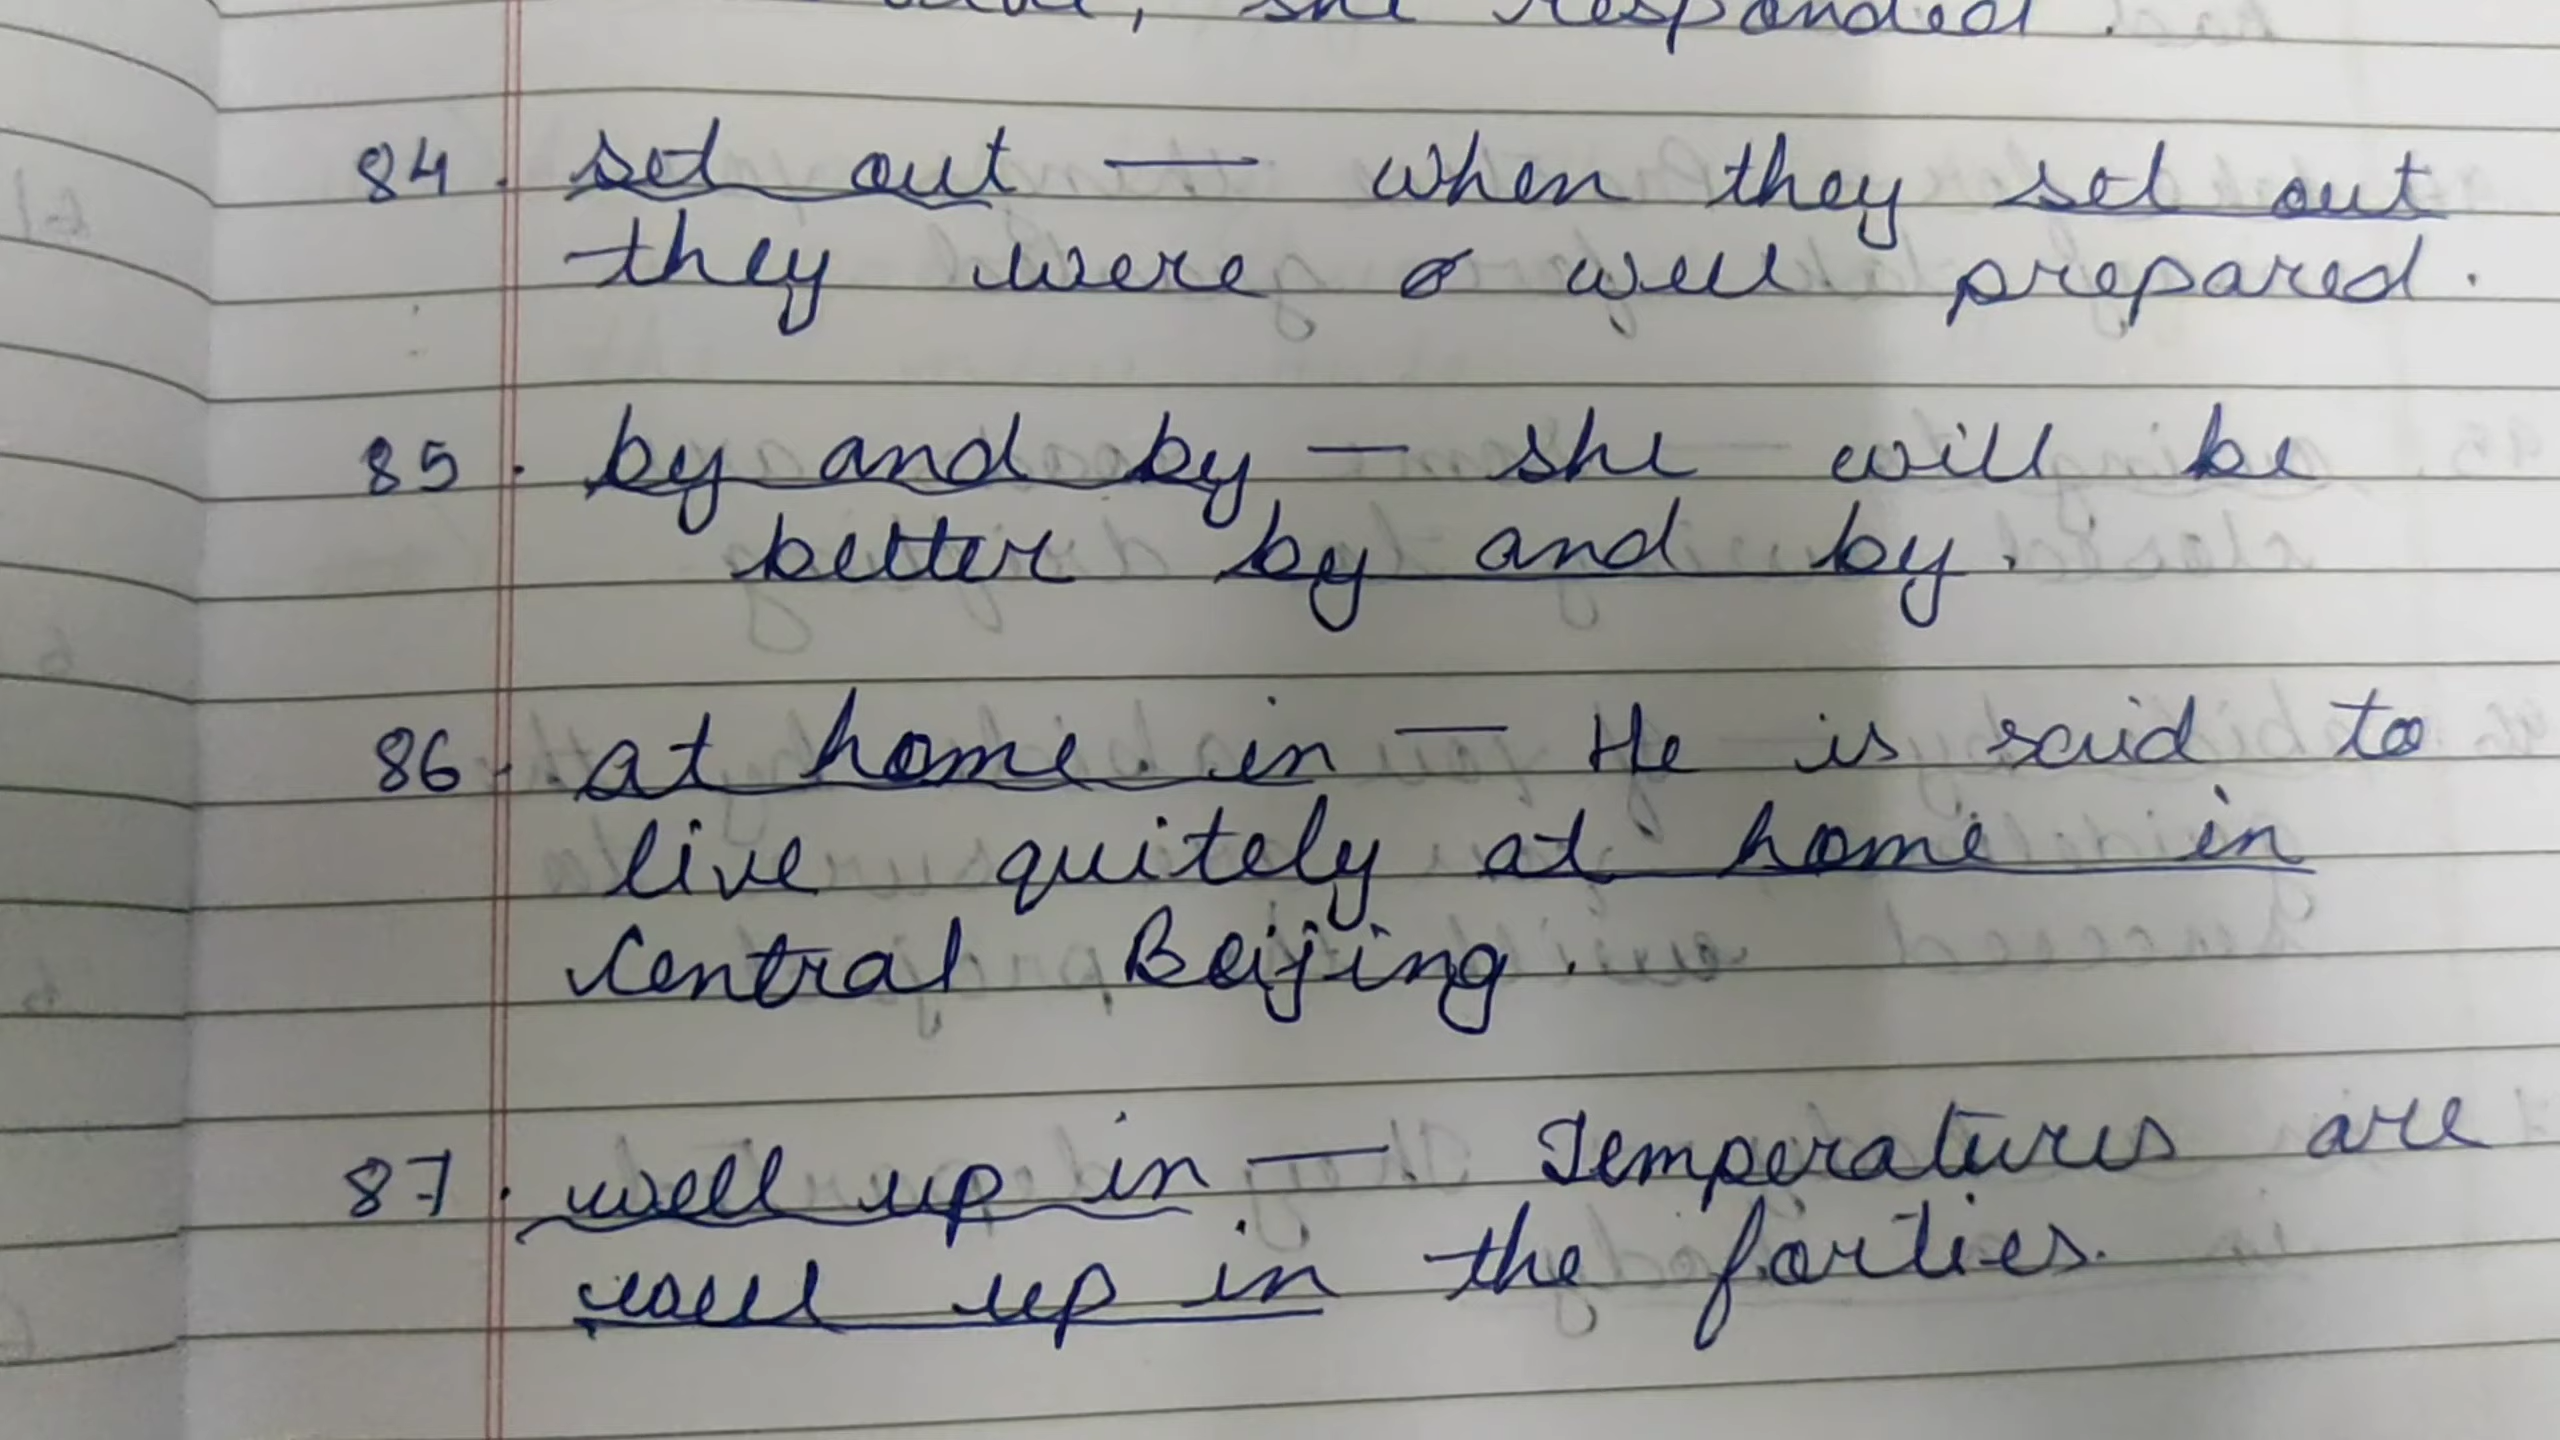 she responded.
84. set out — when they set out
they were well prepared.
85. by and by — she will be
better by and by.
86. at home in — He is said to
live quitely at home in
Central Beijing.
87. well up in — Temperatures are
well up in the forties.